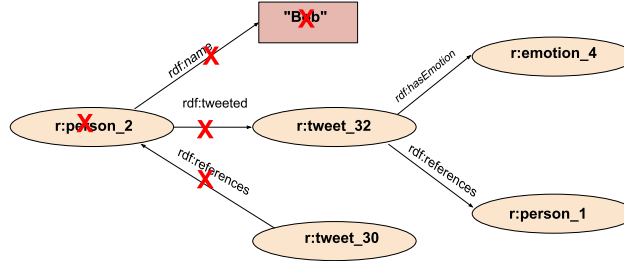 "Bob"
X
rdf:name
X
r:emotion_4
rdf:hasEmotion
rdf:tweeted
X
r:person_2
X
r:tweet_32
rdf:references
X
rdf:references
r:person_1
r:tweet_30